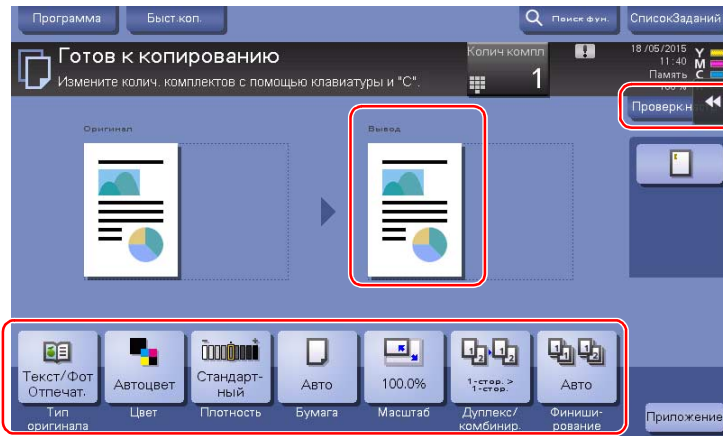 Программа
Быст.коп.
Поиск фун.
СписокЗаданий
Готов к копированию
Измените колич. комплектов с помощью клавиатуры и "С".
Колич компл
1
18/05/2015
11:40
Память
100%
Y
M
C
Проверк.н
Оригинал
Вывод
Текст/Фот
Отпечат.
Автоцвет
Стандарт-
ный
Авто
100.0%
1-стор. >
1-стор.
Авто
Тип
оригинала
Цвет
Плотность
Бумага
Масштаб
Дуплекс/
комбинир.
Финиши-
рование
Приложение